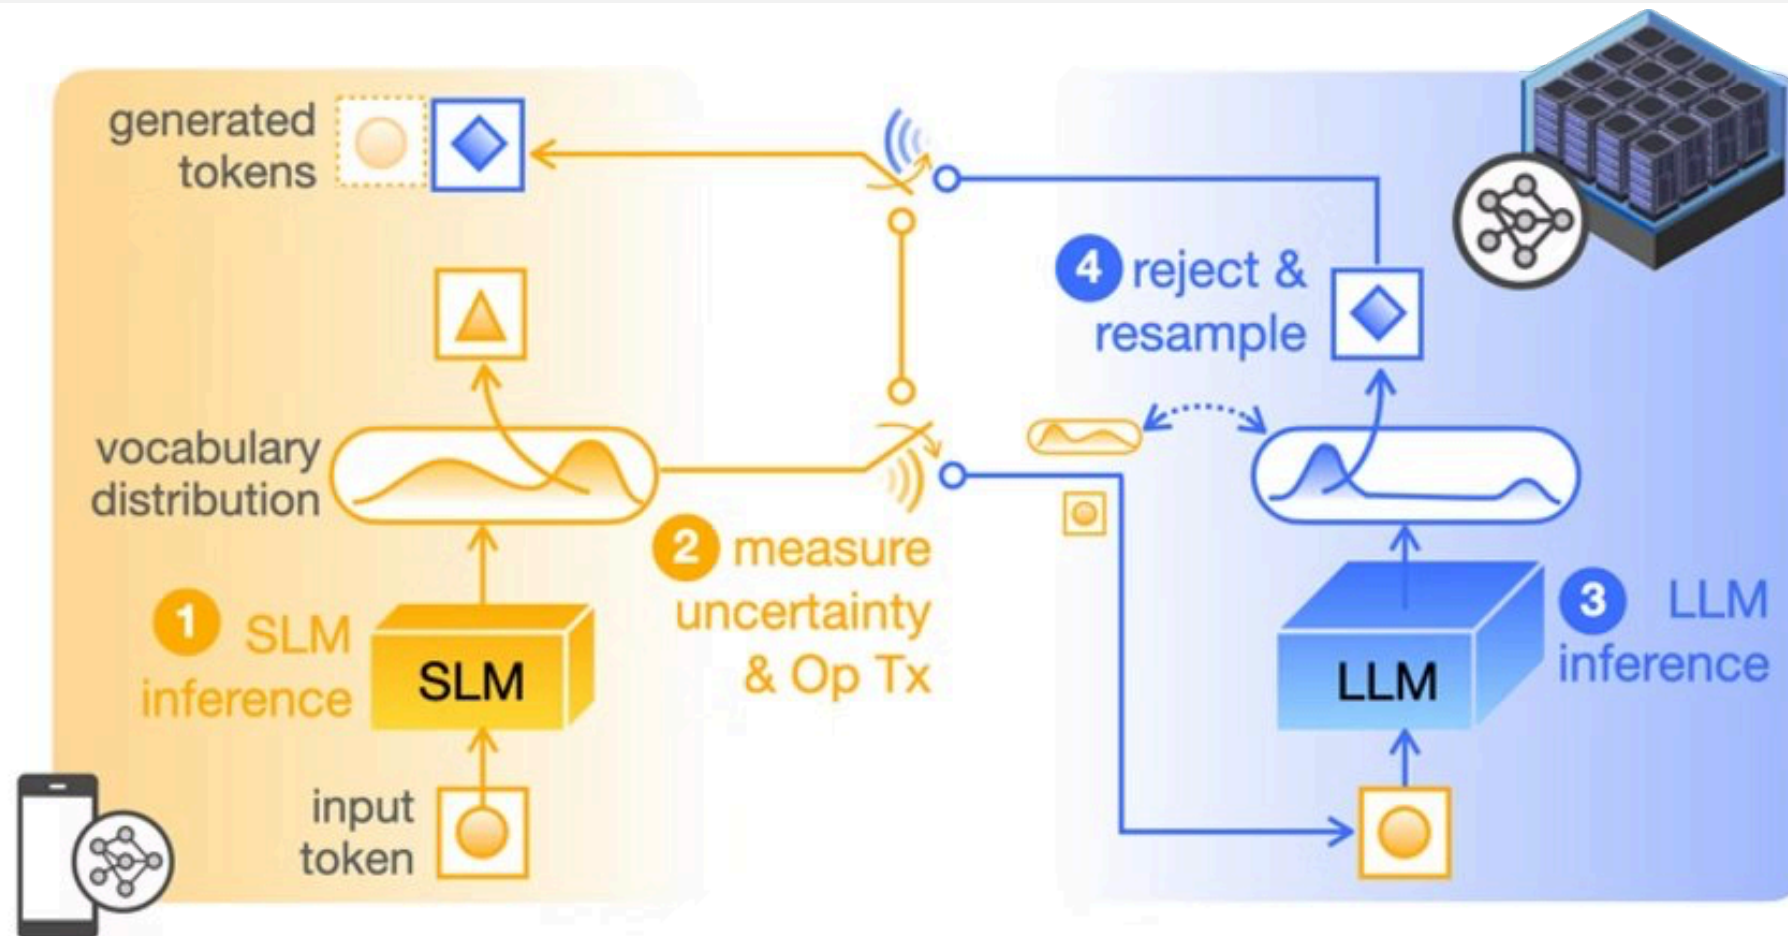 generated
tokens
vocabulary
distribution
1 SLM
inference
SLM
input
token
2 measure
uncertainty
& Op Tx
4 reject &
resample
3 LLM
inference
LLM